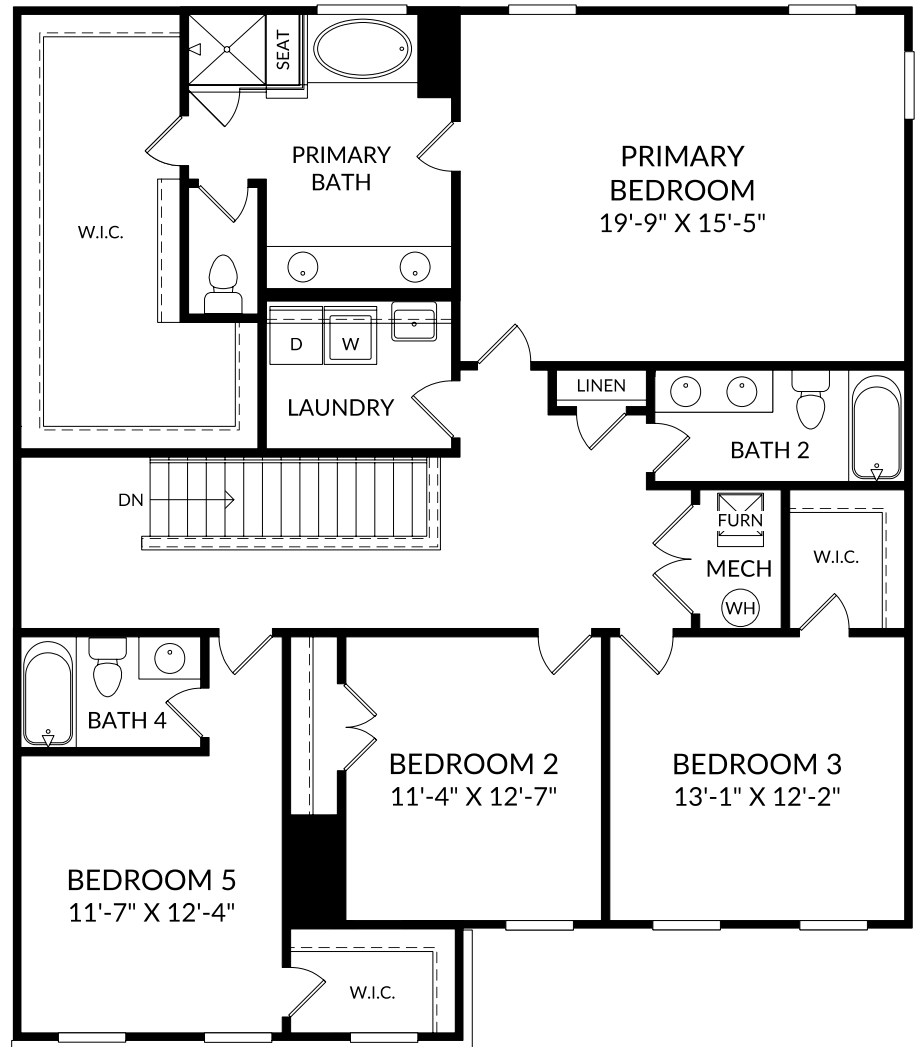 SEAT
PRIMARY
BATH
PRIMARY
BEDROOM
19'-9" X 15'-5"
W.I.C.
D
W
LAUNDRY
LINEN
BATH 2
DN
FURN
MECH
WH
W.I.C.
BATH 4
BEDROOM 2
11'-4" X 12'-7"
BEDROOM 3
13'-1" X 12'-2"
BEDROOM 5
11'-7" X 12'-4"
W.I.C.